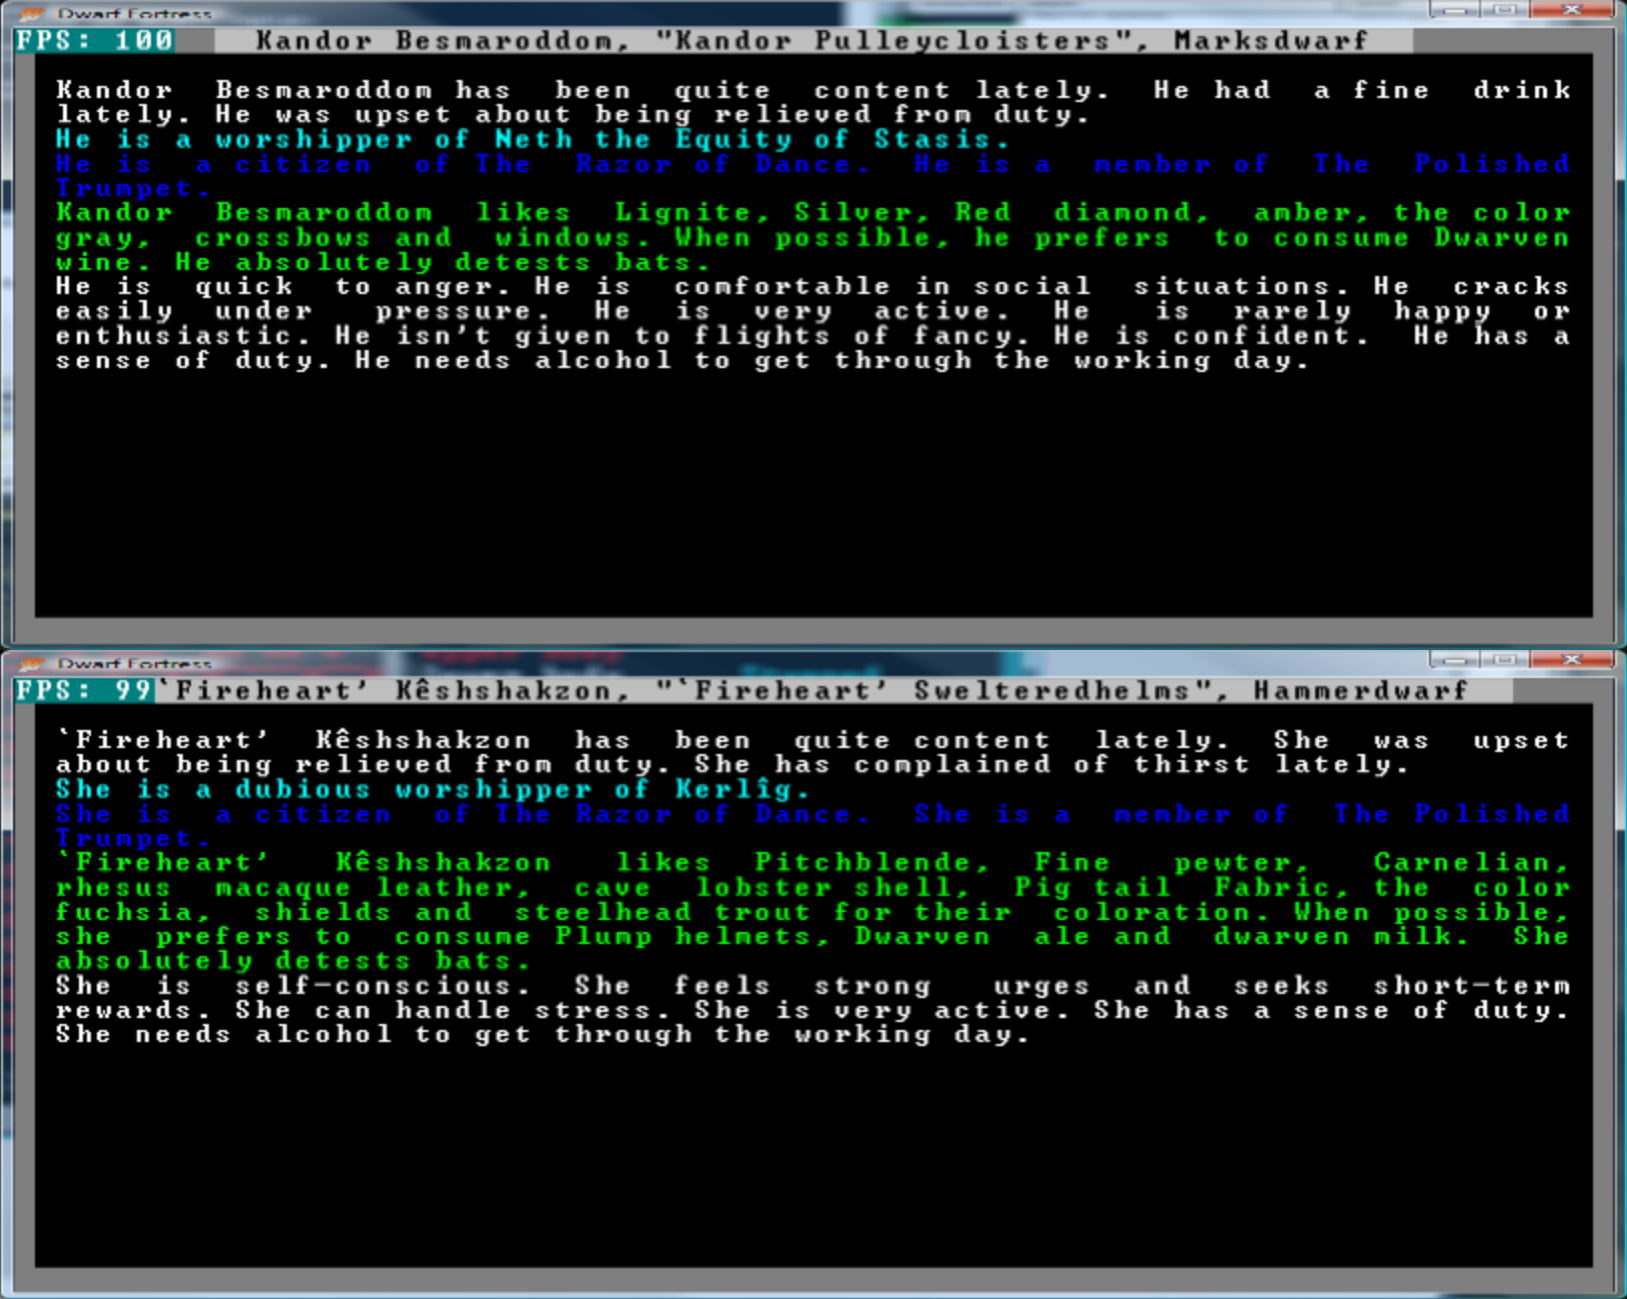 Dwarf Fortress
FPS: 100 Kandor Besmaroddom, "Kandor Pulleycloisters", Marksdwarf
Kandor Besmaroddom has been quite content lately. He had a fine drink
lately. He was upset about being relieved from duty.
He is a worshipper of Neth the Equity of Stasis.
He is a citizen of The Razor of Dance. He is a member of The Polished
Trumpet.
Kandor Besmaroddom likes Lignite, Silver, Red diamond, amber, the color
gray, crossbows and windows. When possible, he prefers to consume Dwarven
wine. He absolutely detests bats.
He is quick to anger. He is comfortable in social situations. He cracks
easily under pressure. He is very active. He is rarely happy or
enthusiastic. He isn't given to flights of fancy. He is confident. He has a
sense of duty. He needs alcohol to get through the working day.
Dwarf Fortress
FPS: 99 `Fireheart' Kêshshakzon, "`Fireheart' Swelteredhelms", Hammerdwarf
`Fireheart' Kêshshakzon has been quite content lately. She was upset
about being relieved from duty. She has complained of thirst lately.
She is a dubious worshipper of Kerlîg.
She is a citizen of The Razor of Dance. She is a member of The Polished
Trumpet.
`Fireheart' Kêshshakzon likes Pitchblende, Fine pewter, Carnelian,
rhesus macaque leather, cave lobster shell, Pig tail Fabric, the color
fuchsia, shields and steelhead trout for their coloration. When possible,
she prefers to consume Plump helmets, Dwarven ale and dwarven milk. She
absolutely detests bats.
She is self-conscious. She feels strong urges and seeks short-term
rewards. She can handle stress. She is very active. She has a sense of duty.
She needs alcohol to get through the working day.